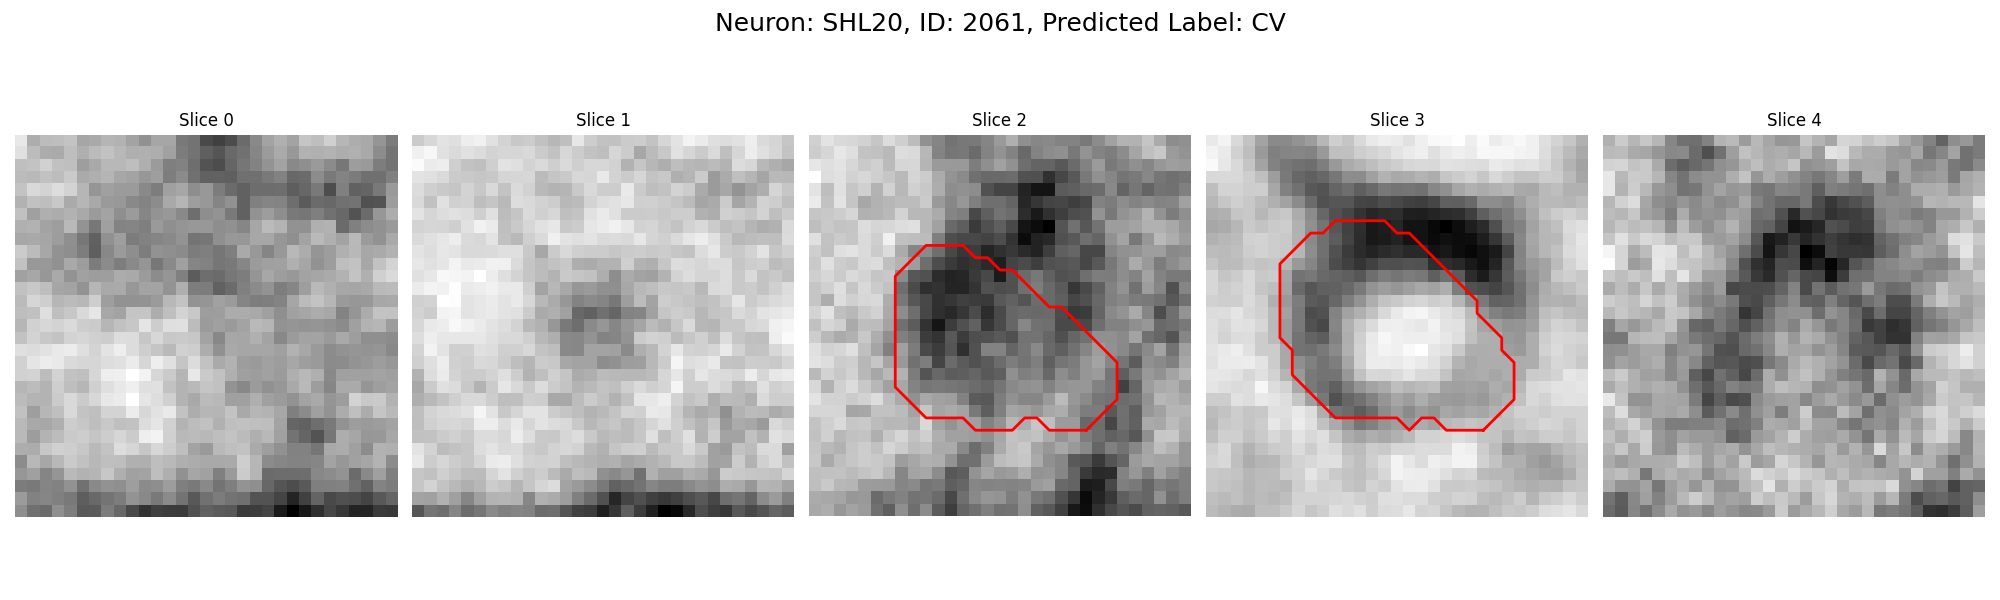 Neuron: SHL20, ID: 2061, Predicted Label: CV
Slice 0
Slice 1
Slice 2
Slice 3
Slice 4